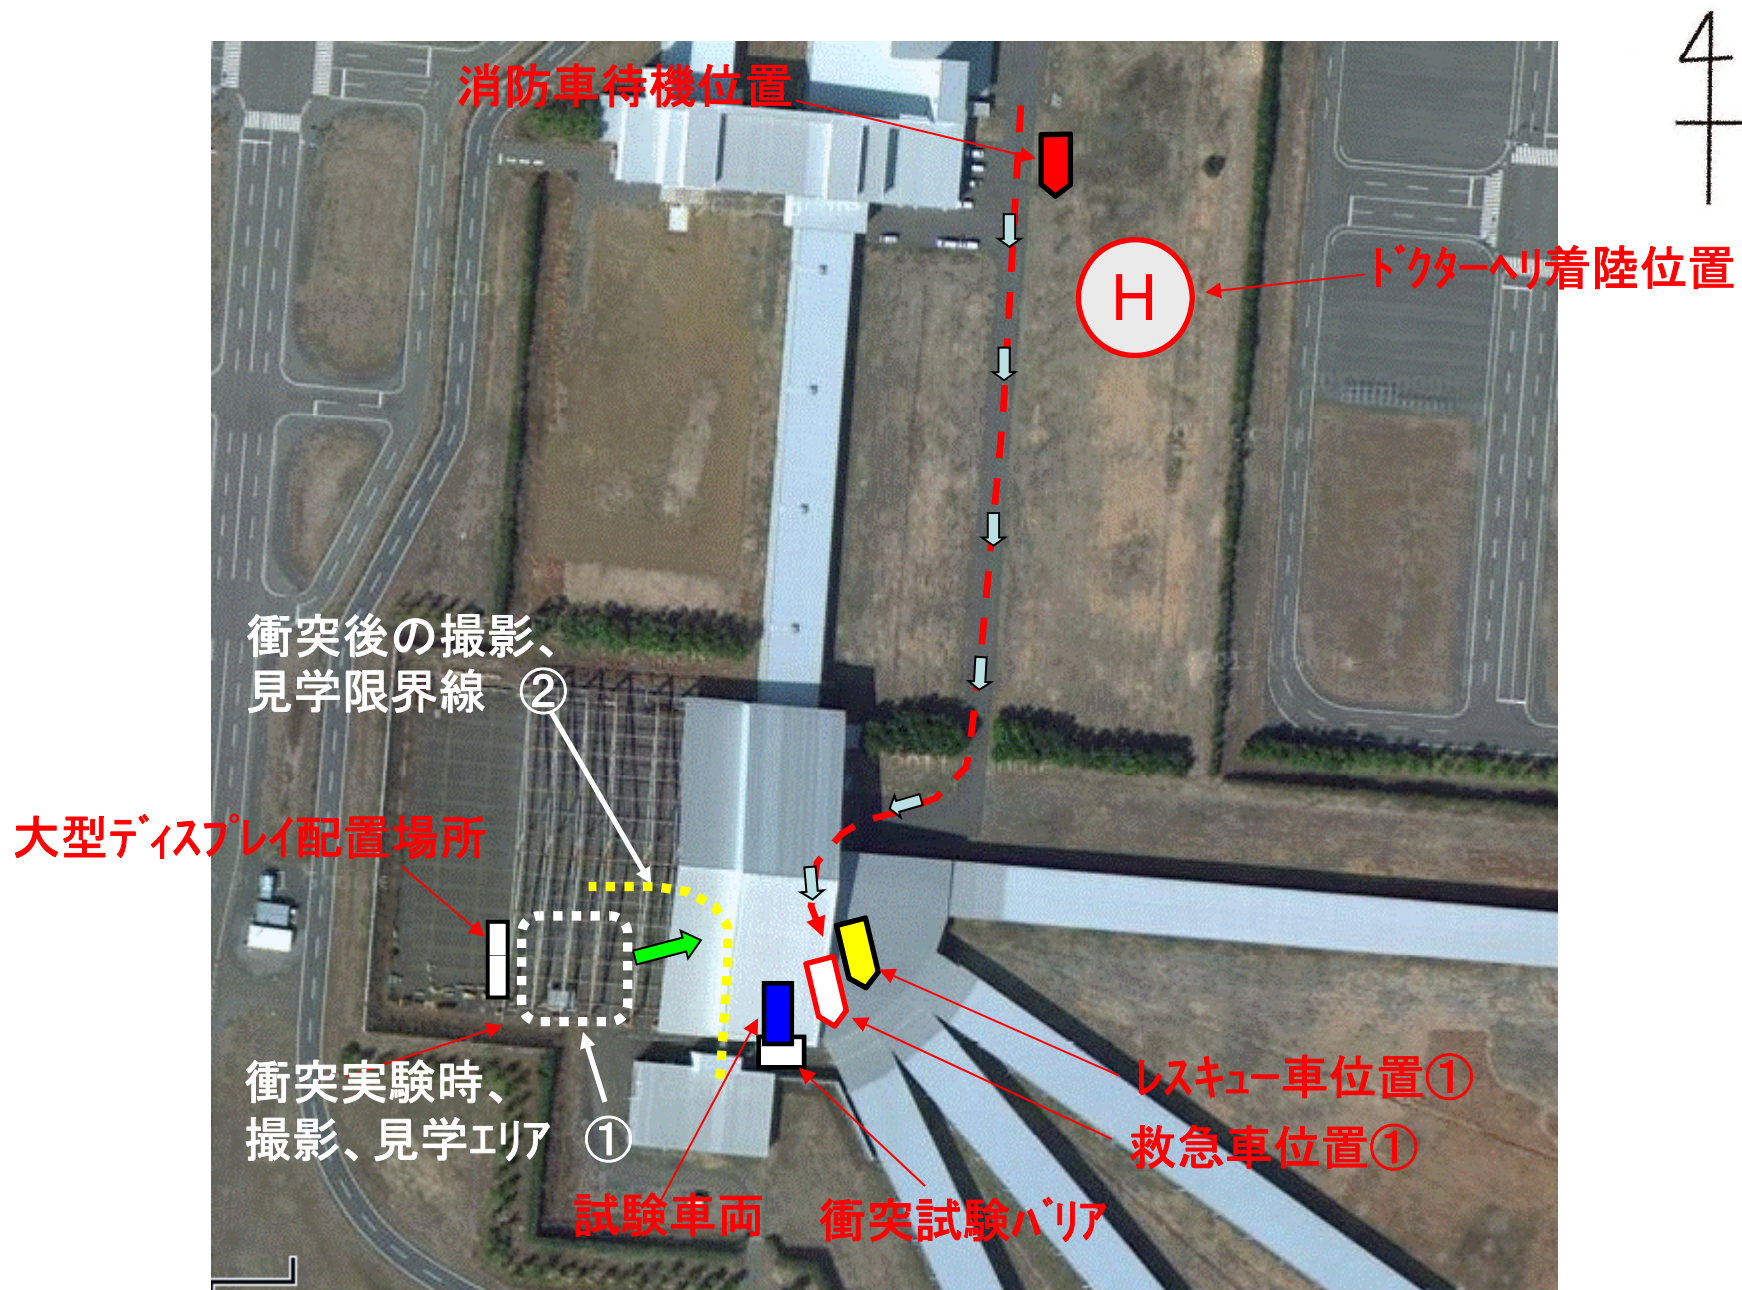 消防車待機位置
H
ドクターヘリ着陸位置
衝突後の撮影、
見学限界線 ②
大型ディスプレイ配置場所
衝突実験時、
撮影、見学エリア ①
レスキュー車位置①
救急車位置①
試験車両
衝突試験バリア